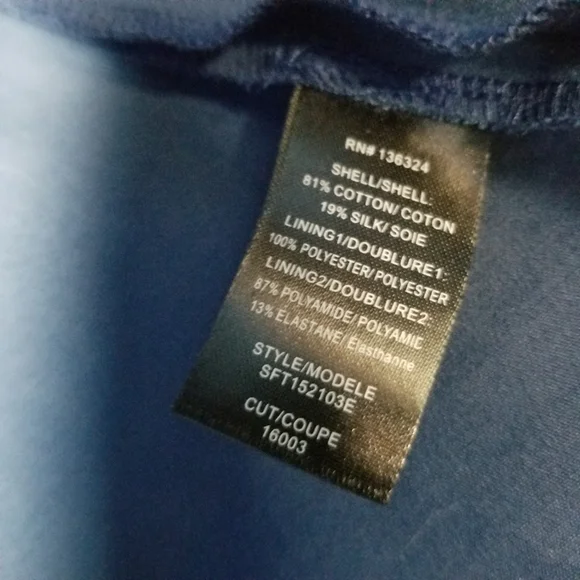 RN# 136324
SHELL/SHELL
81% COTTON/ COTON
19% SILK/ SOIE
LINING1/DOUBLURE1
100% POLYESTER/POLYESTER
LINING2/DOUBLURE2
87% POLYAMIDE/POLYAMID
13% ELASTANE/ Elasthanne
STYLE/MODELE
SFT152103E
CUT/COUPE
16003